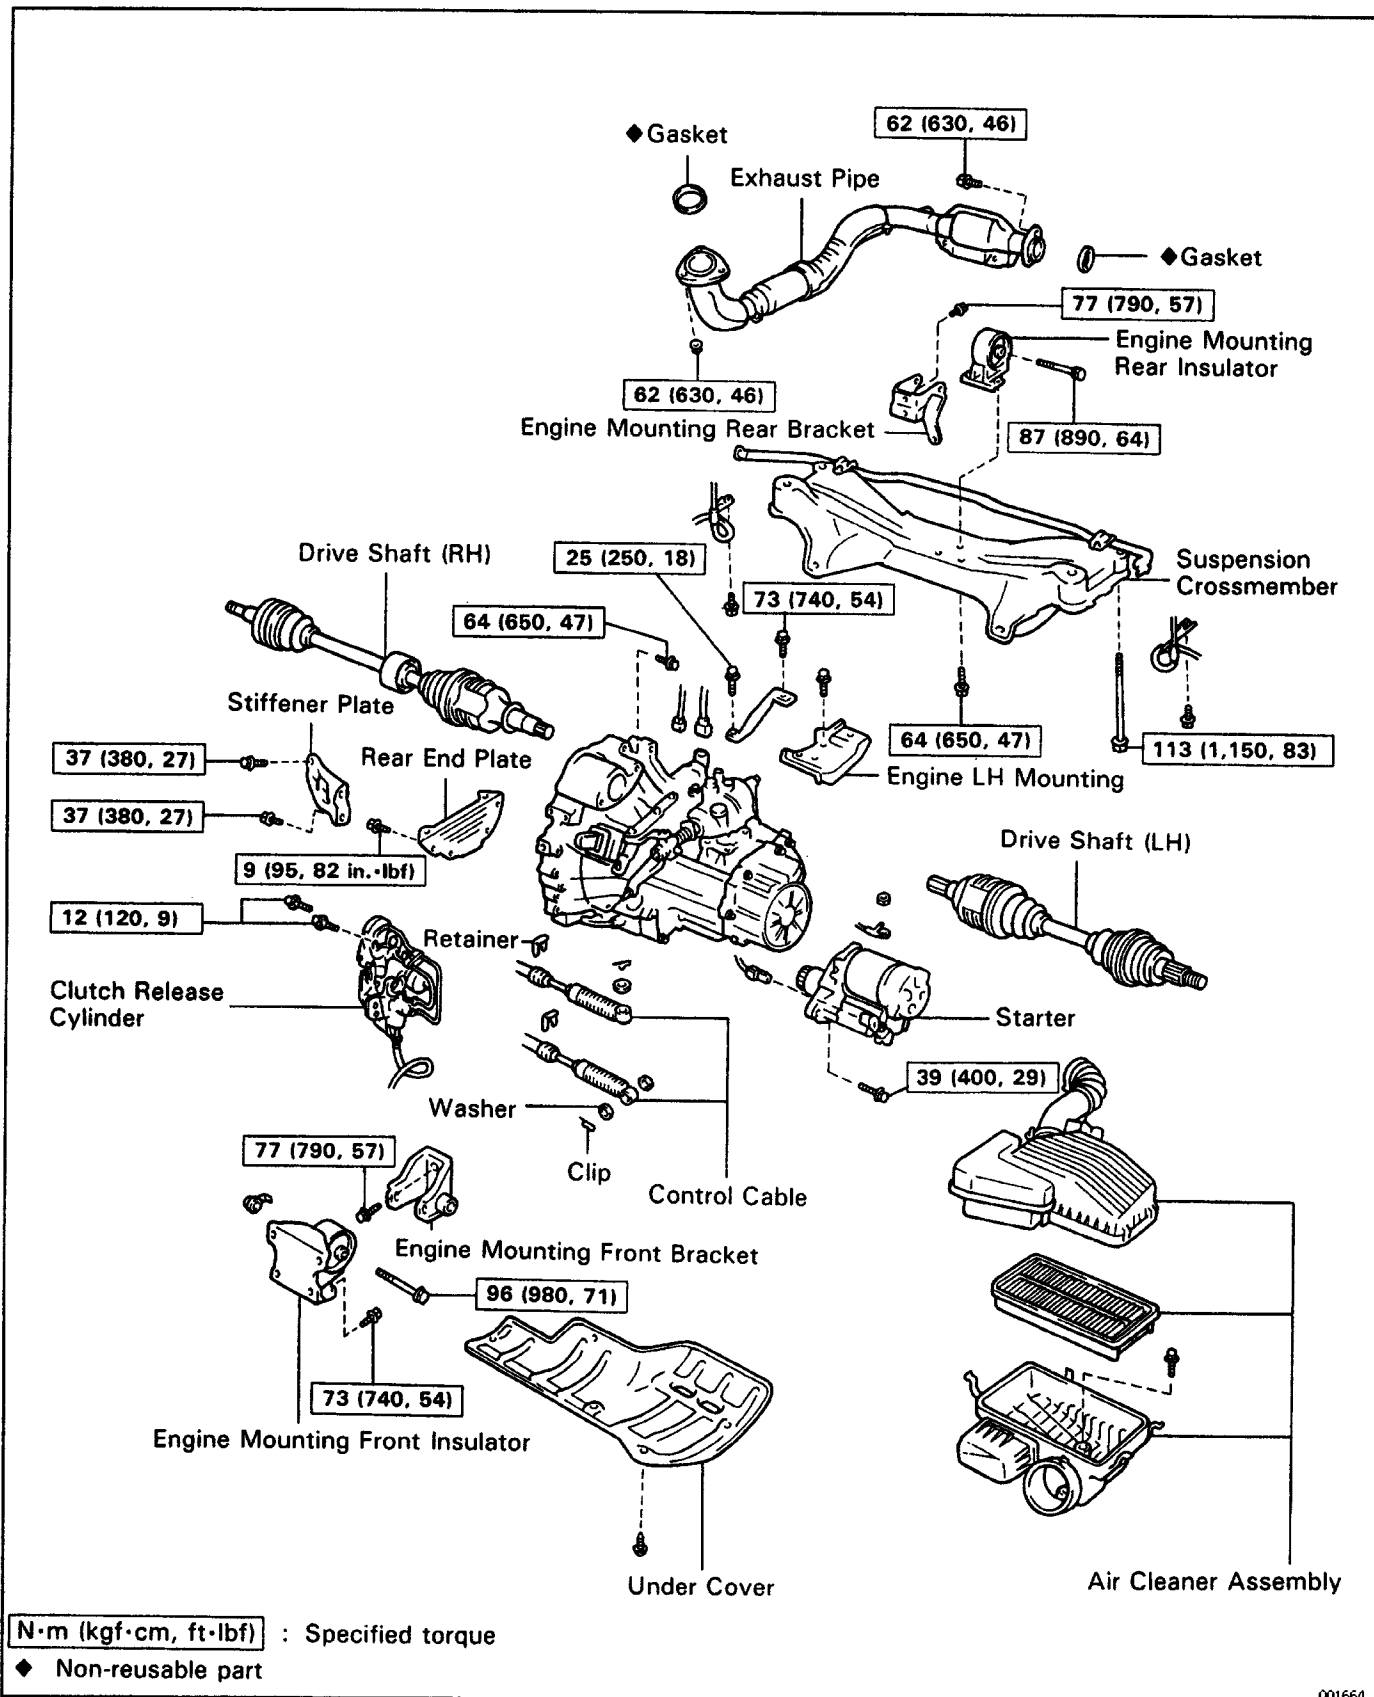 62 (630, 46)
◆Gasket
Exhaust Pipe
◆Gasket
77 (790, 57)
Engine Mounting
Rear Insulator
62 (630, 46)
Engine Mounting Rear Bracket
87 (890, 64)
Drive Shaft (RH)
25 (250, 18)
Suspension
Crossmember
73 (740, 54)
64 (650, 47)
Stiffener Plate
64 (650, 47)
113 (1,150, 83)
37 (380, 27)
Rear End Plate
Engine LH Mounting
37 (380, 27)
Drive Shaft (LH)
9 (95, 82 in.·lbf)
12 (120, 9)
Retainer
Clutch Release
Cylinder
Starter
39 (400, 29)
Washer
77 (790, 57)
Clip
Control Cable
Engine Mounting Front Bracket
96 (980, 71)
73 (740, 54)
Engine Mounting Front Insulator
Under Cover
Air Cleaner Assembly
N·m (kgf·cm, ft·lbf) : Specified torque
◆ Non-reusable part
001664